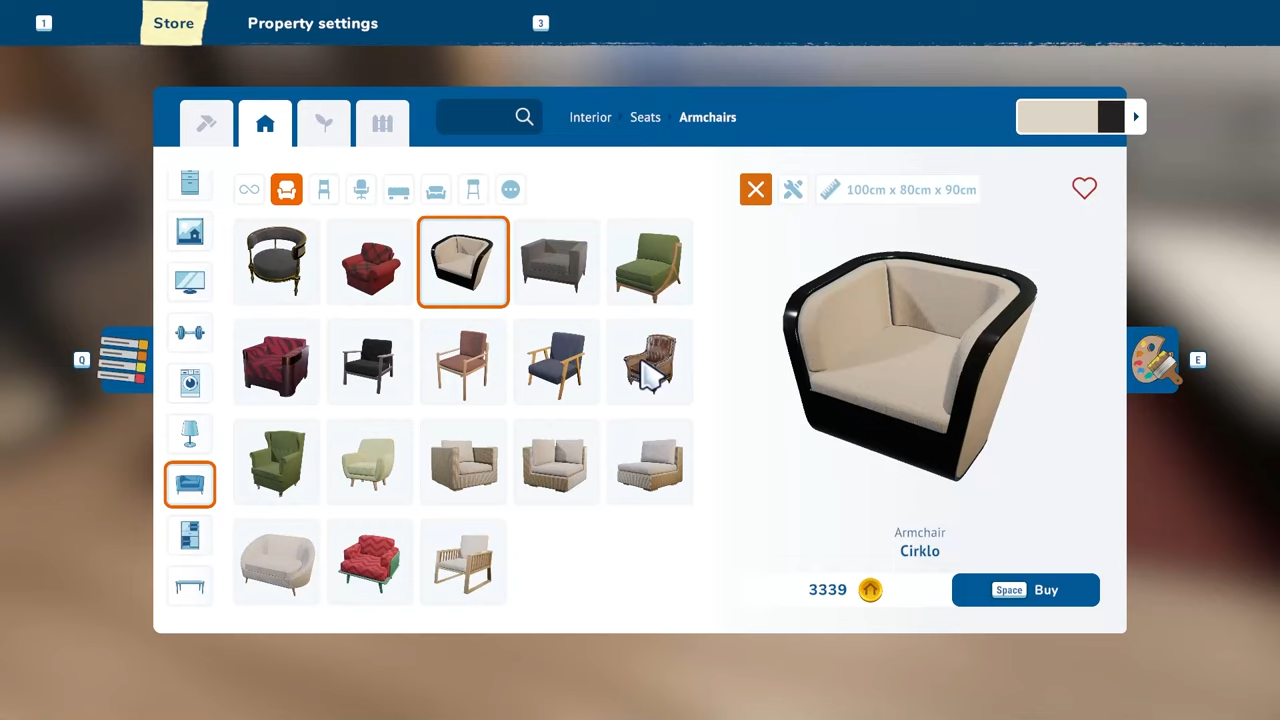 1
Store
Property settings
3
Interior
Seats
Armchairs
100cm x 80cm x 90cm
Q
E
Armchair
Cirklo
3339
Space
Buy